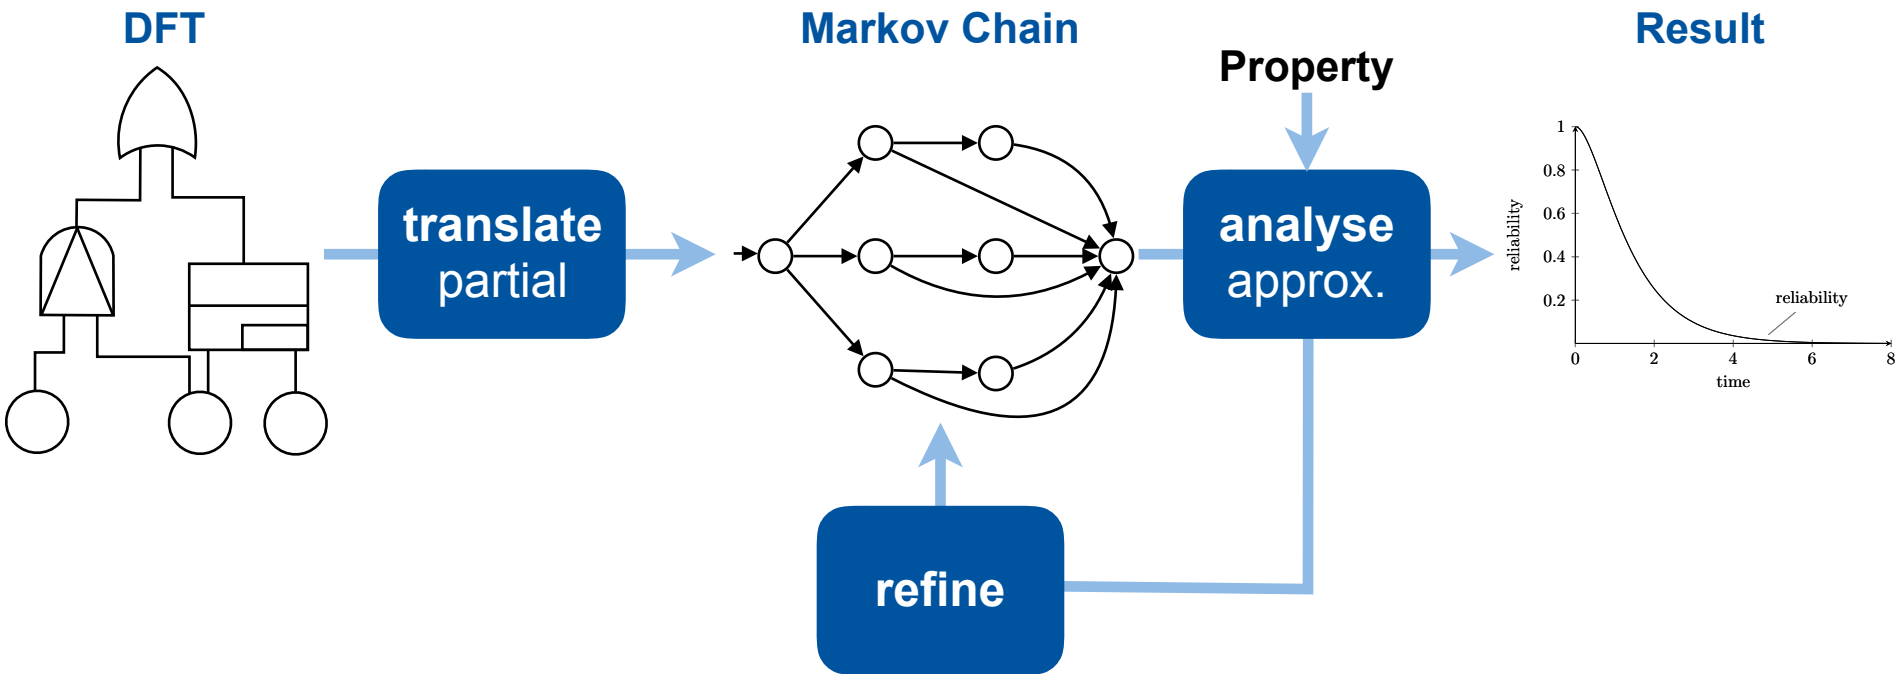 DFT
Markov Chain
Result
Property
translate
partial
analyse
approx.
refine
1
0.8
0.6
0.4
0.2
reliability
reliability
0 2 4 6 8
time